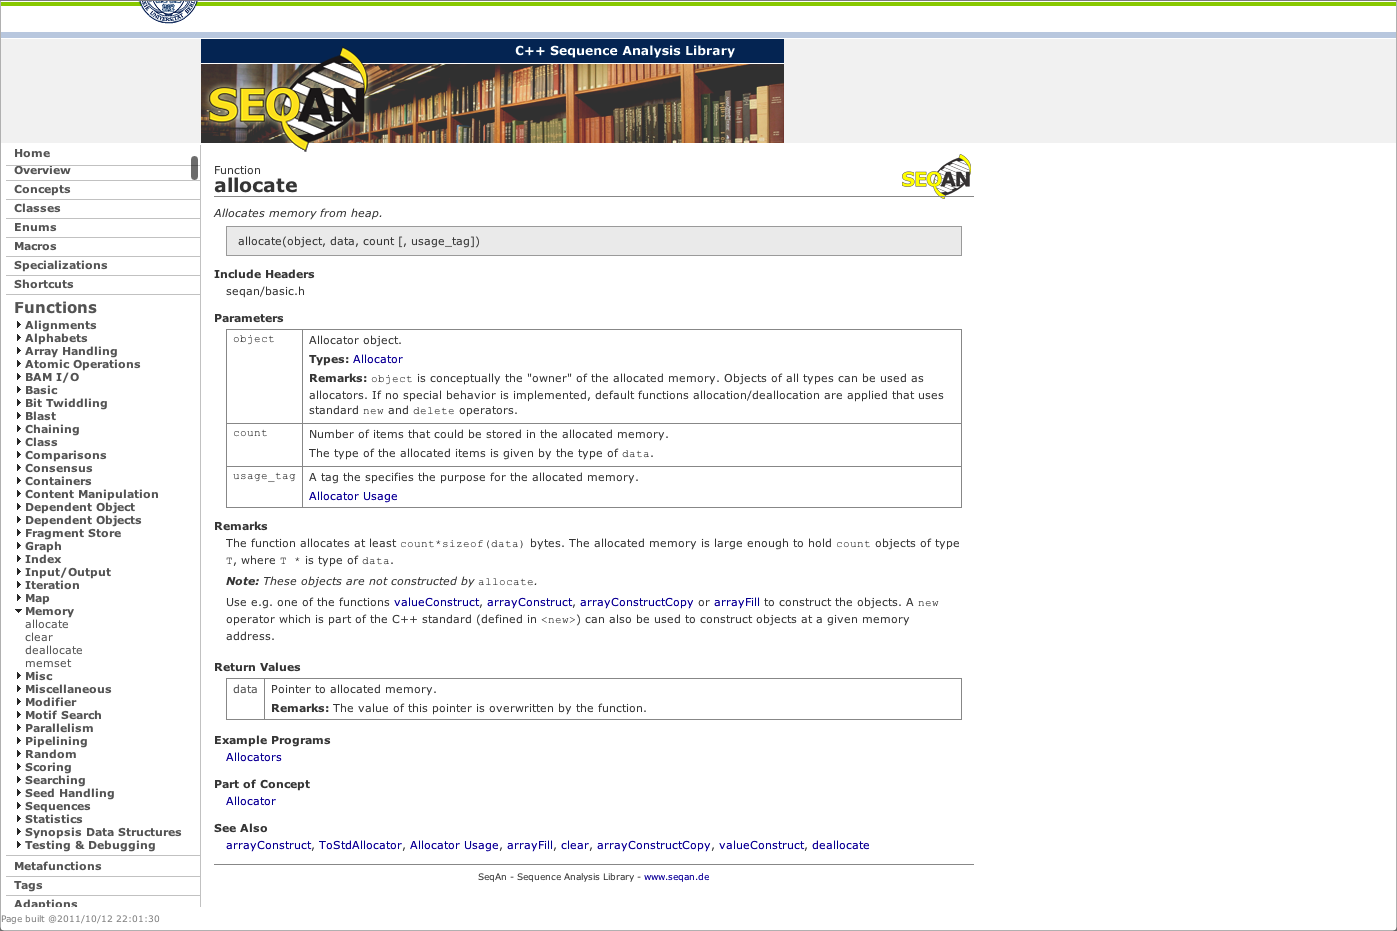 C++ Sequence Analysis Library
SEQAN
Home
Overview
Concepts
Classes
Enums
Macros
Specializations
Shortcuts
Functions
Alignments
Alphabets
Array Handling
Atomic Operations
BAM I/O
Basic
Bit Twiddling
Blast
Chaining
Class
Comparisons
Consensus
Containers
Content Manipulation
Dependent Object
Dependent Objects
Fragment Store
Graph
Index
Input/Output
Iteration
Map
Memory
allocate
clear
deallocate
memset
Misc
Miscellaneous
Modifier
Motif Search
Parallelism
Pipelining
Random
Scoring
Searching
Seed Handling
Sequences
Statistics
Synopsis Data Structures
Testing & Debugging
Metafunctions
Tags
Adaptions
Page built @2011/10/12 22:01:30
Function
allocate
SEQAN
Allocates memory from heap.
allocate(object, data, count [, usage_tag])
Include Headers
seqan/basic.h
Parameters
object
Allocator object.
Types: Allocator
Remarks: object is conceptually the "owner" of the allocated memory. Objects of all types can be used as
allocators. If no special behavior is implemented, default functions allocation/deallocation are applied that uses
standard new and delete operators.
count
Number of items that could be stored in the allocated memory.
The type of the allocated items is given by the type of data.
usage_tag
A tag the specifies the purpose for the allocated memory.
Allocator Usage
Remarks
The function allocates at least count*sizeof(data) bytes. The allocated memory is large enough to hold count objects of type
T, where T * is type of data.
Note: These objects are not constructed by allocate.
Use e.g. one of the functions valueConstruct, arrayConstruct, arrayConstructCopy or arrayFill to construct the objects. A new
operator which is part of the C++ standard (defined in <new>) can also be used to construct objects at a given memory
address.
Return Values
data
Pointer to allocated memory.
Remarks: The value of this pointer is overwritten by the function.
Example Programs
Allocators
Part of Concept
Allocator
See Also
arrayConstruct, ToStdAllocator, Allocator Usage, arrayFill, clear, arrayConstructCopy, valueConstruct, deallocate
SeqAn - Sequence Analysis Library - www.seqan.de